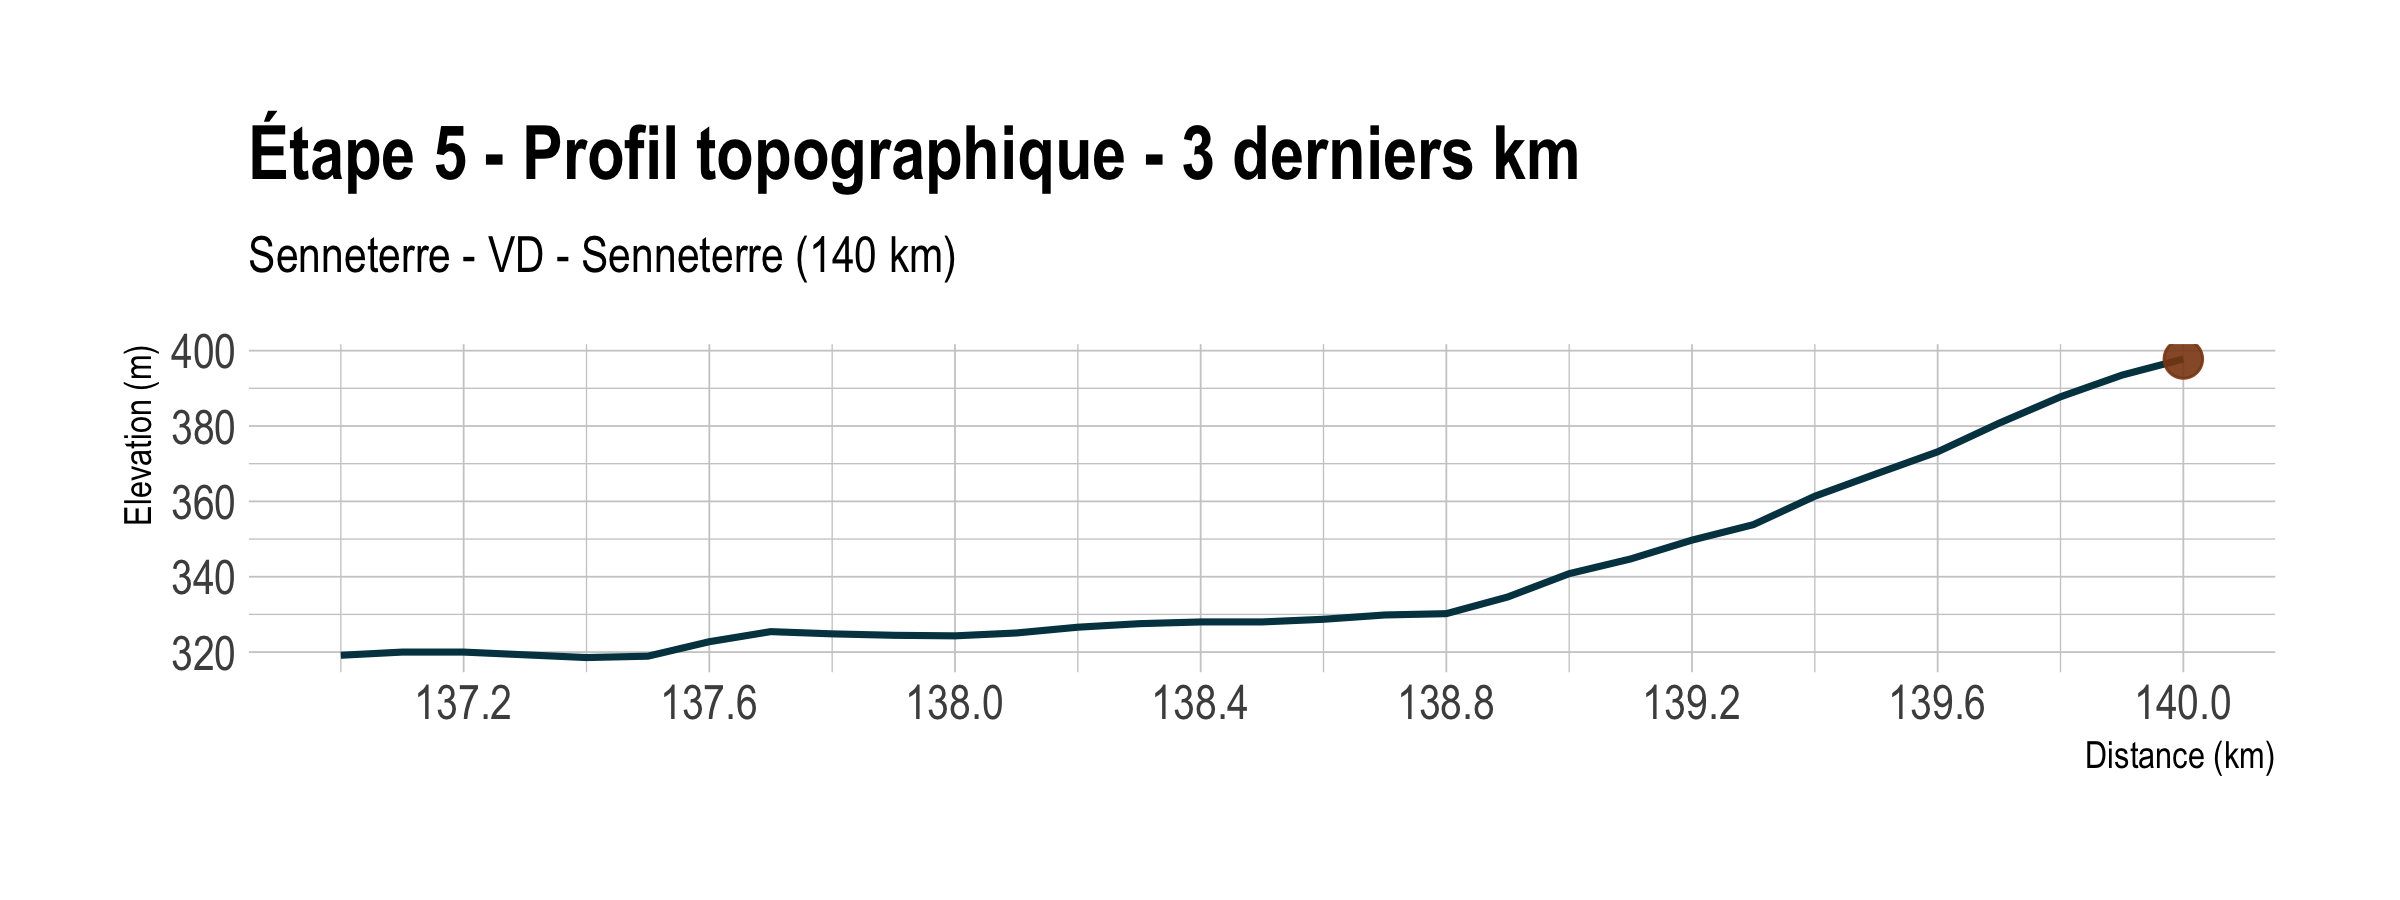 Étape 5 - Profil topographique - 3 derniers km
Senneterre - VD - Senneterre (140 km)
Elevation (m)
400
380
360
340
320
137.2 137.6 138.0 138.4 138.8 139.2 139.6 140.0
Distance (km)